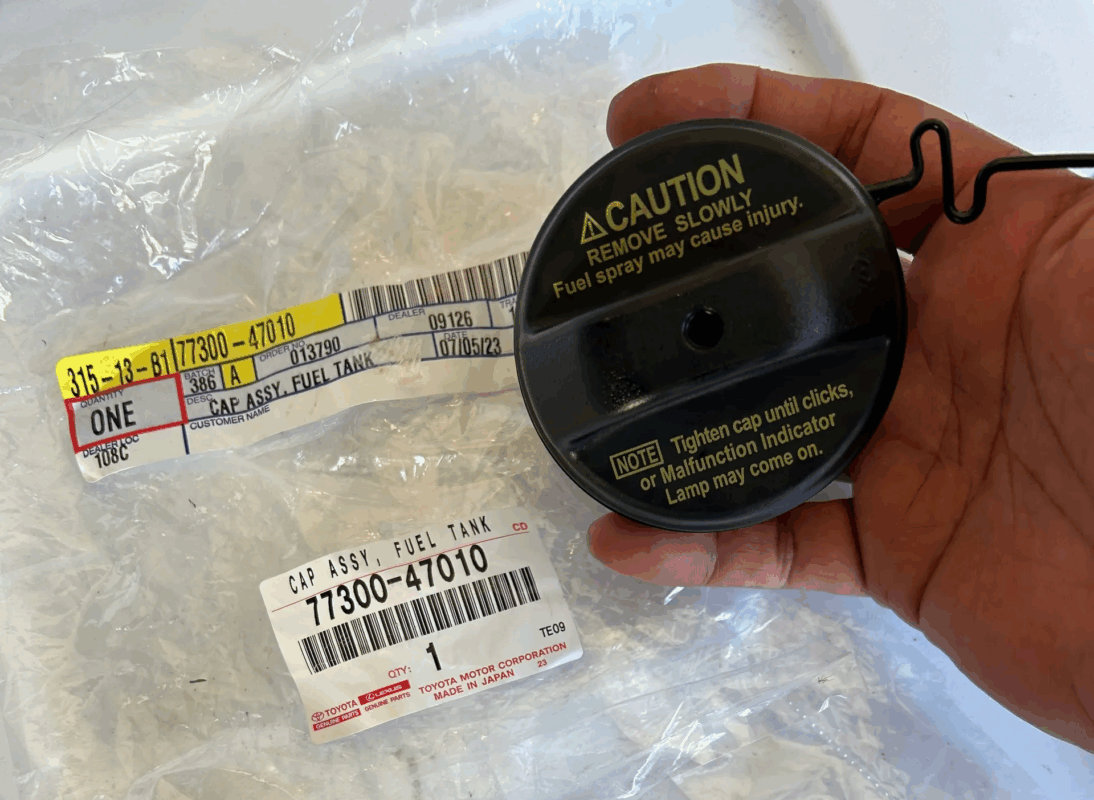 315-13-B1 77300-47010
QUANTITY
ONE
BATCH
386 A
ORDER NO
013790
DEALER
09126
DATE
07/05/23
DESC.
CAP ASSY, FUEL TANK
CUSTOMER NAME
DEALER LOC
108C
⚠CAUTION
REMOVE SLOWLY
Fuel spray may cause injury.
NOTE Tighten cap until clicks,
or Malfunction Indicator
Lamp may come on.
CAP ASSY, FUEL TANK CD
77300-47010
TE09
QTY: 1
TOYOTA LEXUS
GENUINE PARTS GENUINE PARTS
TOYOTA MOTOR CORPORATION
MADE IN JAPAN 23